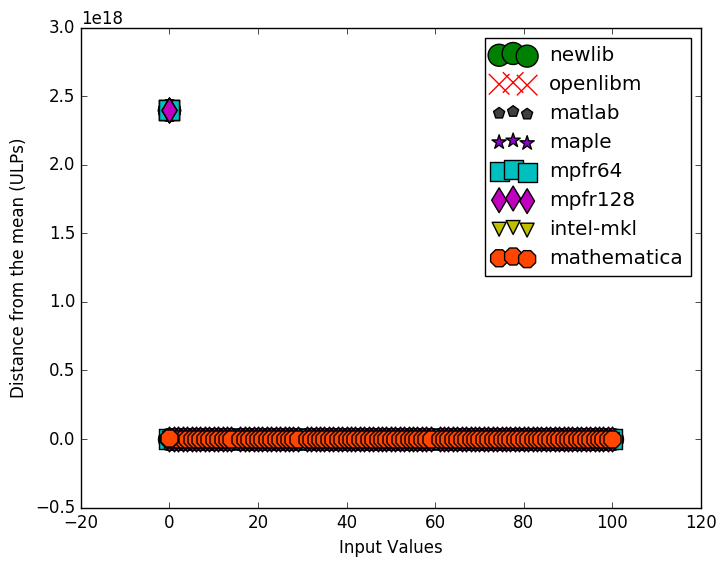 1e18
3.0
2.5
2.0
1.5
1.0
0.5
0.0
−0.5
Distance from the mean (ULPs)
newlib
openlibm
matlab
maple
mpfr64
mpfr128
intel-mkl
mathematica
−20 0 20 40 60 80 100 120
Input Values